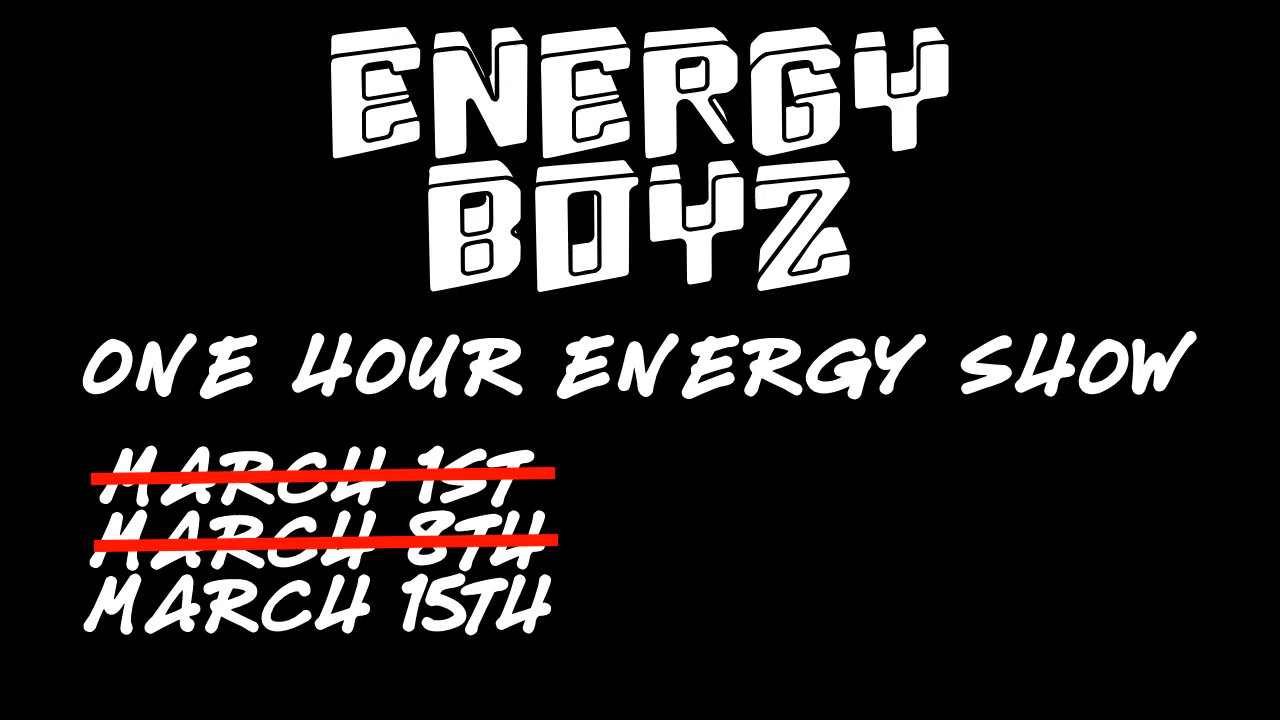 ENERGY
BOYZ
ONE HOUR ENERGY SHOW
MARCH 1ST
MARCH 8TH
MARCH 15TH